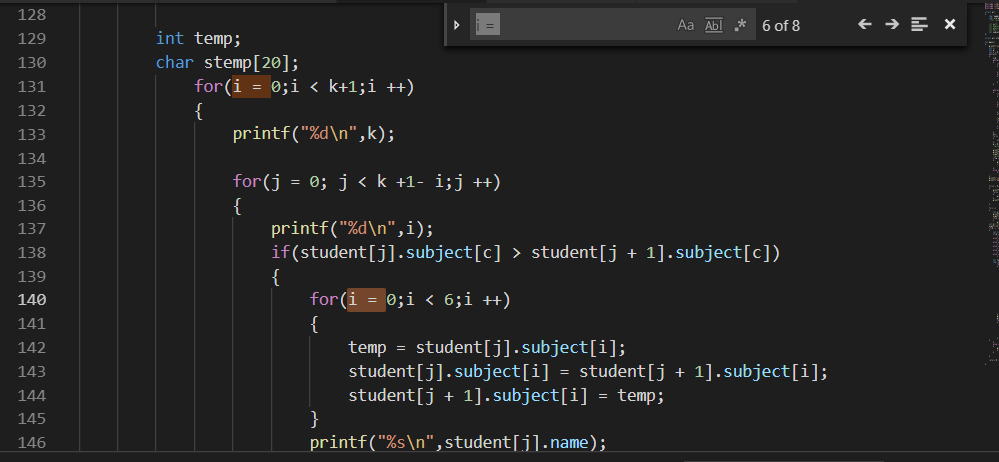 128
i =
Aa
Abl
.*
6 of 8
129 int temp;
130 char stemp[20];
131 for(i = 0;i < k+1;i ++)
132 {
133 printf("%d\n",k);
134
135 for(j = 0; j < k +1- i;j ++)
136 {
137 printf("%d\n",i);
138 if(student[j].subject[c] > student[j + 1].subject[c])
139 {
140 for(i = 0;i < 6;i ++)
141 {
142 temp = student[j].subject[i];
143 student[j].subject[i] = student[j + 1].subject[i];
144 student[j + 1].subject[i] = temp;
145 }
146 printf("%s\n",student[j].name);